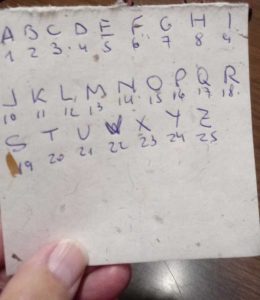 A B C D E F G H I
1 2 3 4 5 6 7 8 9
J K L M N O P Q R
10 11 12 13 14 15 16 17 18
S T U W X Y Z
19 20 21 22 23 24 25